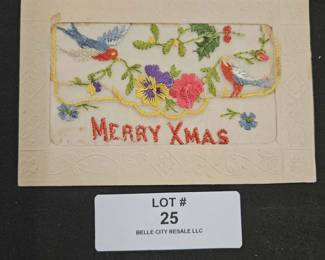 MERRY XMAS
LOT #
25
BELLE CITY RESALE LLC